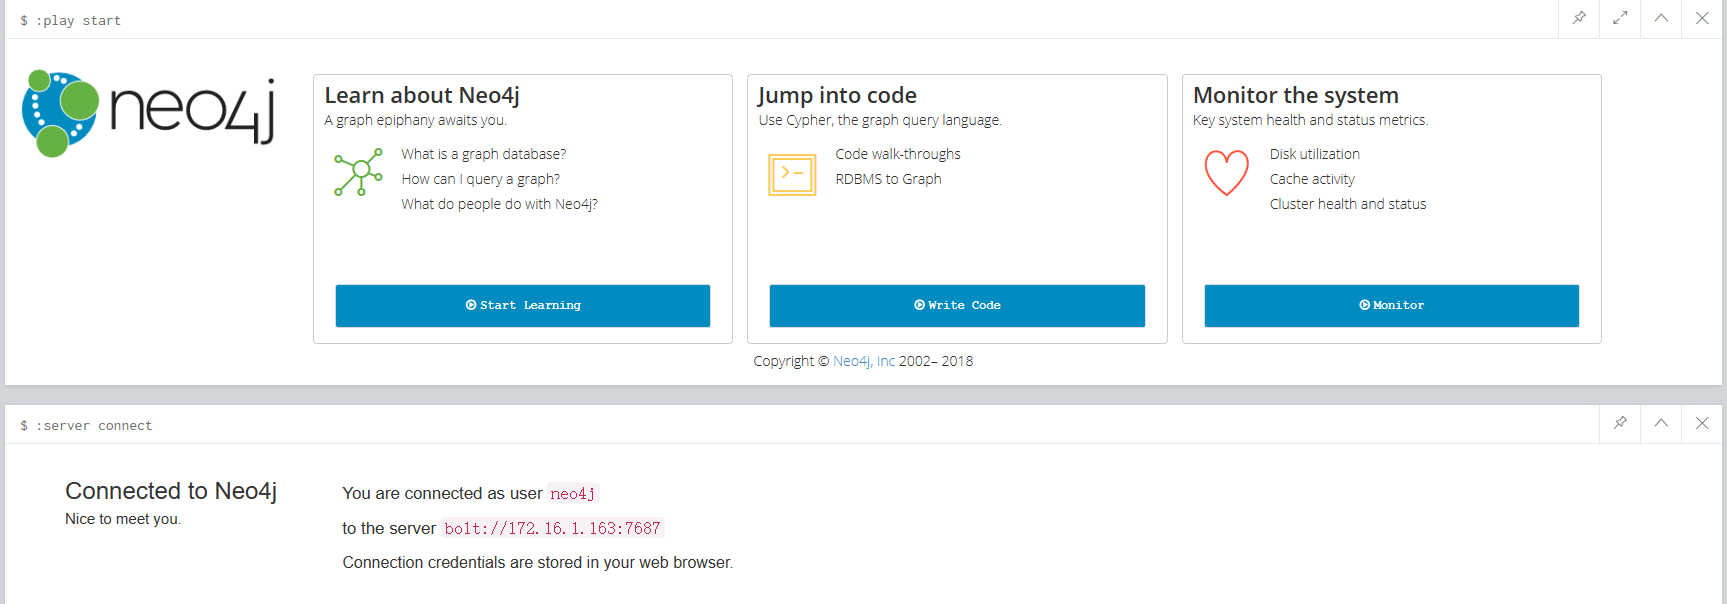 $ :play start
neo4j
Learn about Neo4j
A graph epiphany awaits you.
What is a graph database?
How can I query a graph?
What do people do with Neo4j?
Start Learning
Jump into code
Use Cypher, the graph query language.
Code walk-throughs
RDBMS to Graph
Write Code
Monitor the system
Key system health and status metrics.
Disk utilization
Cache activity
Cluster health and status
Monitor
Copyright © Neo4j, Inc 2002– 2018
$ :server connect
Connected to Neo4j
Nice to meet you.
You are connected as user neo4j
to the server bolt://172.16.1.163:7687
Connection credentials are stored in your web browser.